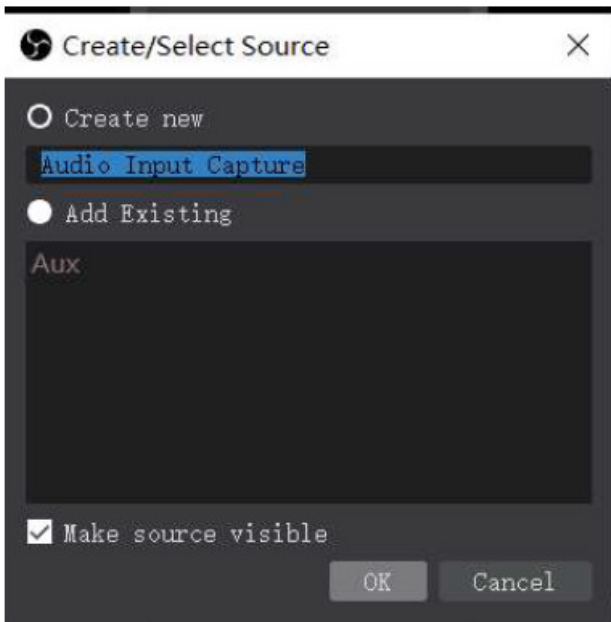 Create/Select Source
Create new
Audio Input Capture
Add Existing
Aux
Make source visible
OK Cancel